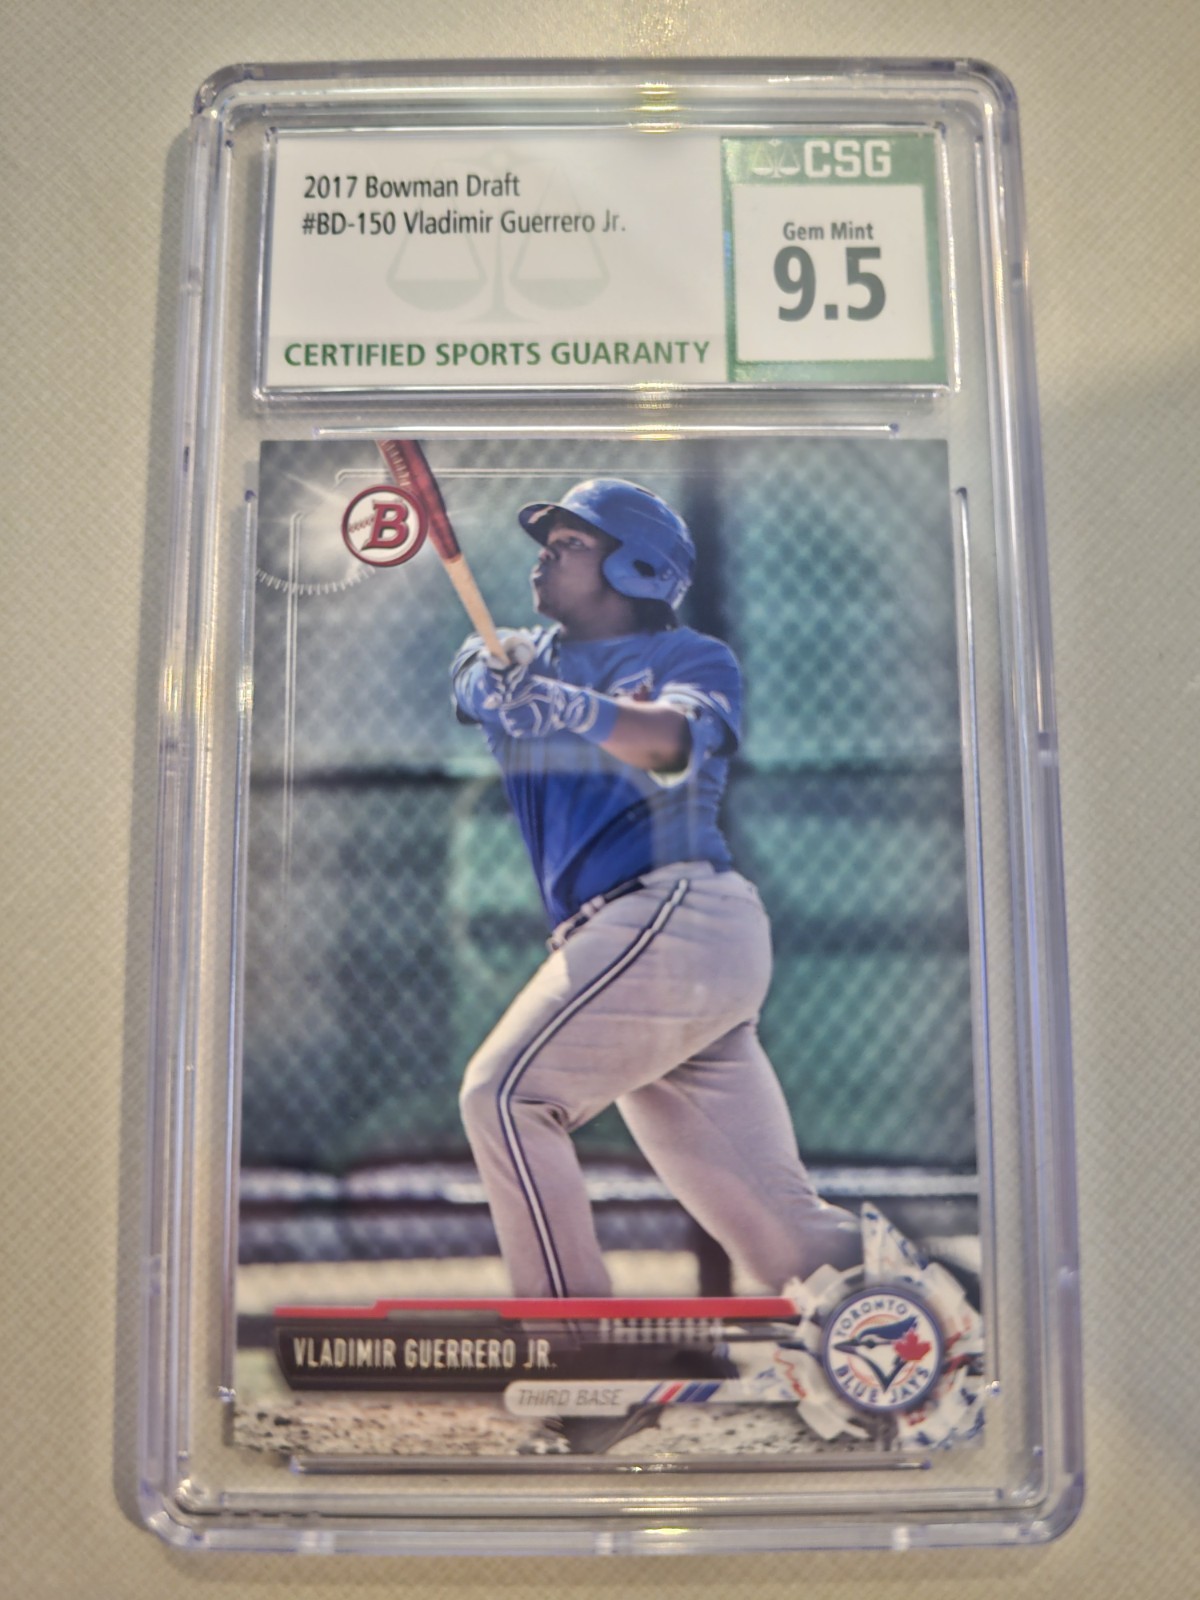 2017 Bowman Draft
#BD-150 Vladimir Guerrero Jr.
CERTIFIED SPORTS GUARANTY
CSG
Gem Mint
9.5
B
VLADIMIR GUERRERO JR.
THIRD BASE
TORONTO
BLUE JAYS